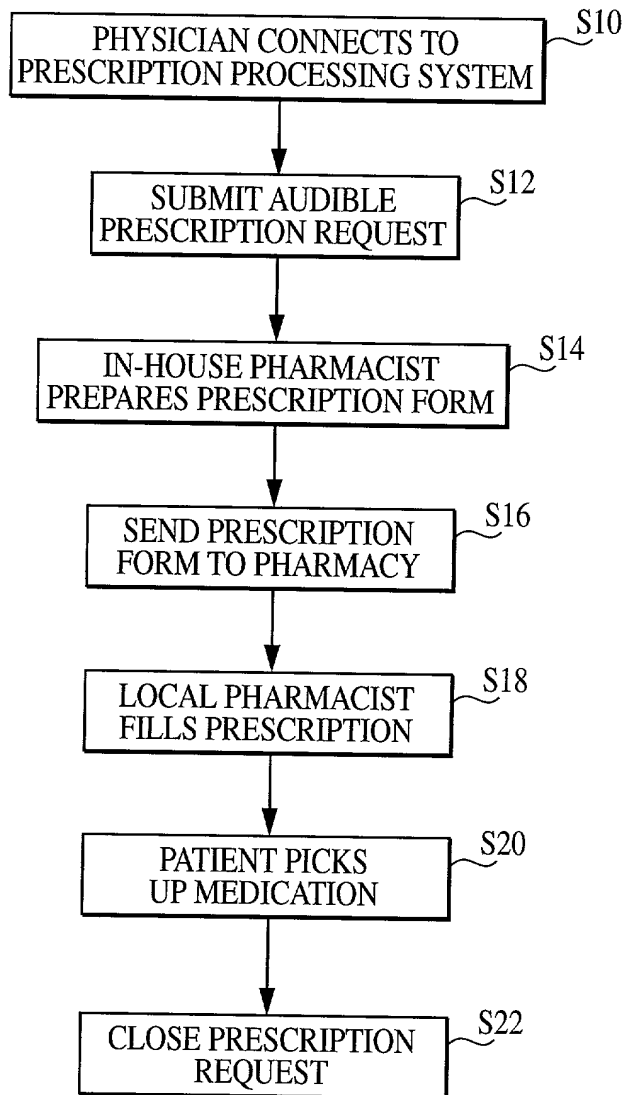 S10
PHYSICIAN CONNECTS TO
PRESCRIPTION PROCESSING SYSTEM
S12
SUBMIT AUDIBLE
PRESCRIPTION REQUEST
S14
IN-HOUSE PHARMACIST
PREPARES PRESCRIPTION FORM
S16
SEND PRESCRIPTION
FORM TO PHARMACY
S18
LOCAL PHARMACIST
FILLS PRESCRIPTION
S20
PATIENT PICKS
UP MEDICATION
S22
CLOSE PRESCRIPTION
REQUEST